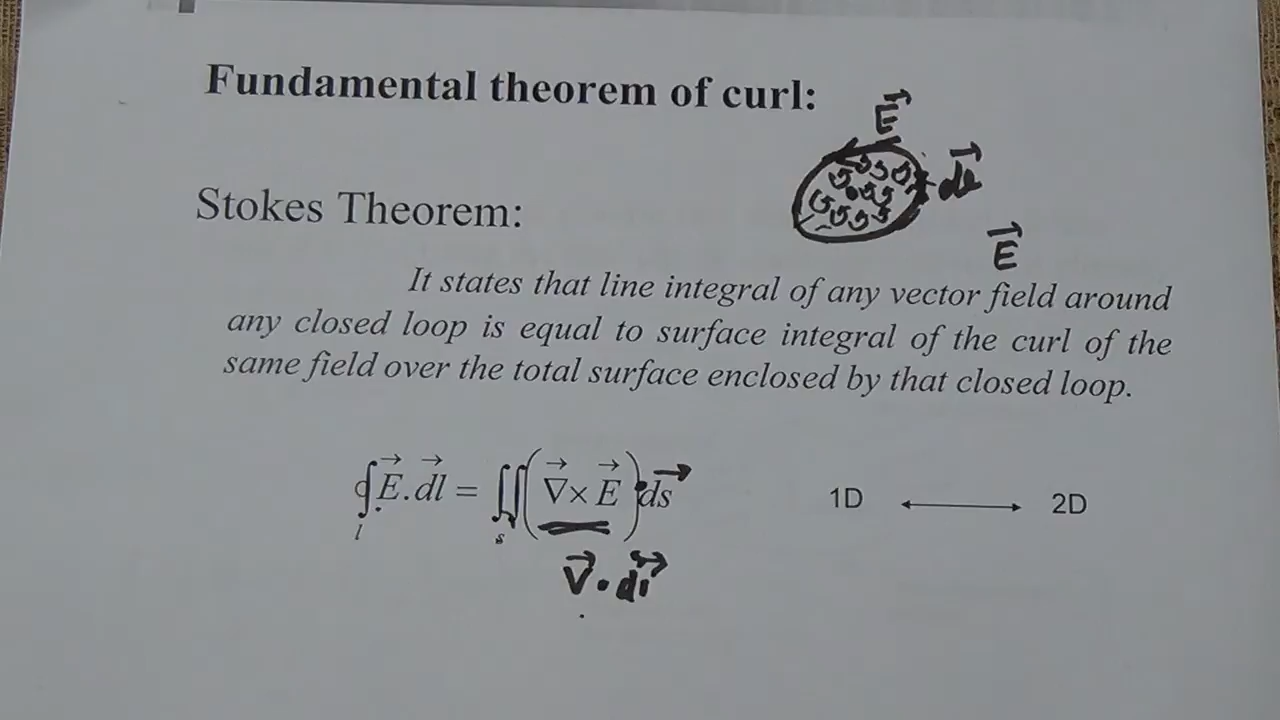 Fundamental theorem of curl:
E⃗
dl⃗
Stokes Theorem:
E⃗
It states that line integral of any vector field around
any closed loop is equal to surface integral of the curl of the
same field over the total surface enclosed by that closed loop.
∮ₗ E⃗.dl⃗ = ∬ₛ(∇⃗×E⃗)·ds⃗ 1D ⟷ 2D
V⃗·